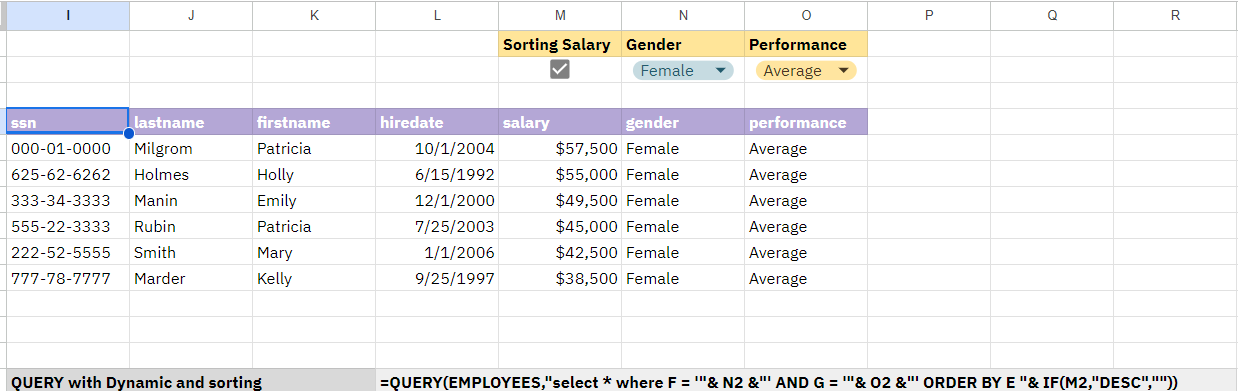 I J K L M N O P Q R
Sorting Salary Gender Performance
Female Average
ssn lastname firstname hiredate salary gender performance
000-01-0000 Milgrom Patricia 10/1/2004 $57,500 Female Average
625-62-6262 Holmes Holly 6/15/1992 $55,000 Female Average
333-34-3333 Manin Emily 12/1/2000 $49,500 Female Average
555-22-3333 Rubin Patricia 7/25/2003 $45,000 Female Average
222-52-5555 Smith Mary 1/1/2006 $42,500 Female Average
777-78-7777 Marder Kelly 9/25/1997 $38,500 Female Average
QUERY with Dynamic and sorting =QUERY(EMPLOYEES,"select * where F = '"& N2 &"' AND G = '"& O2 &"' ORDER BY E "& IF(M2,"DESC",""))